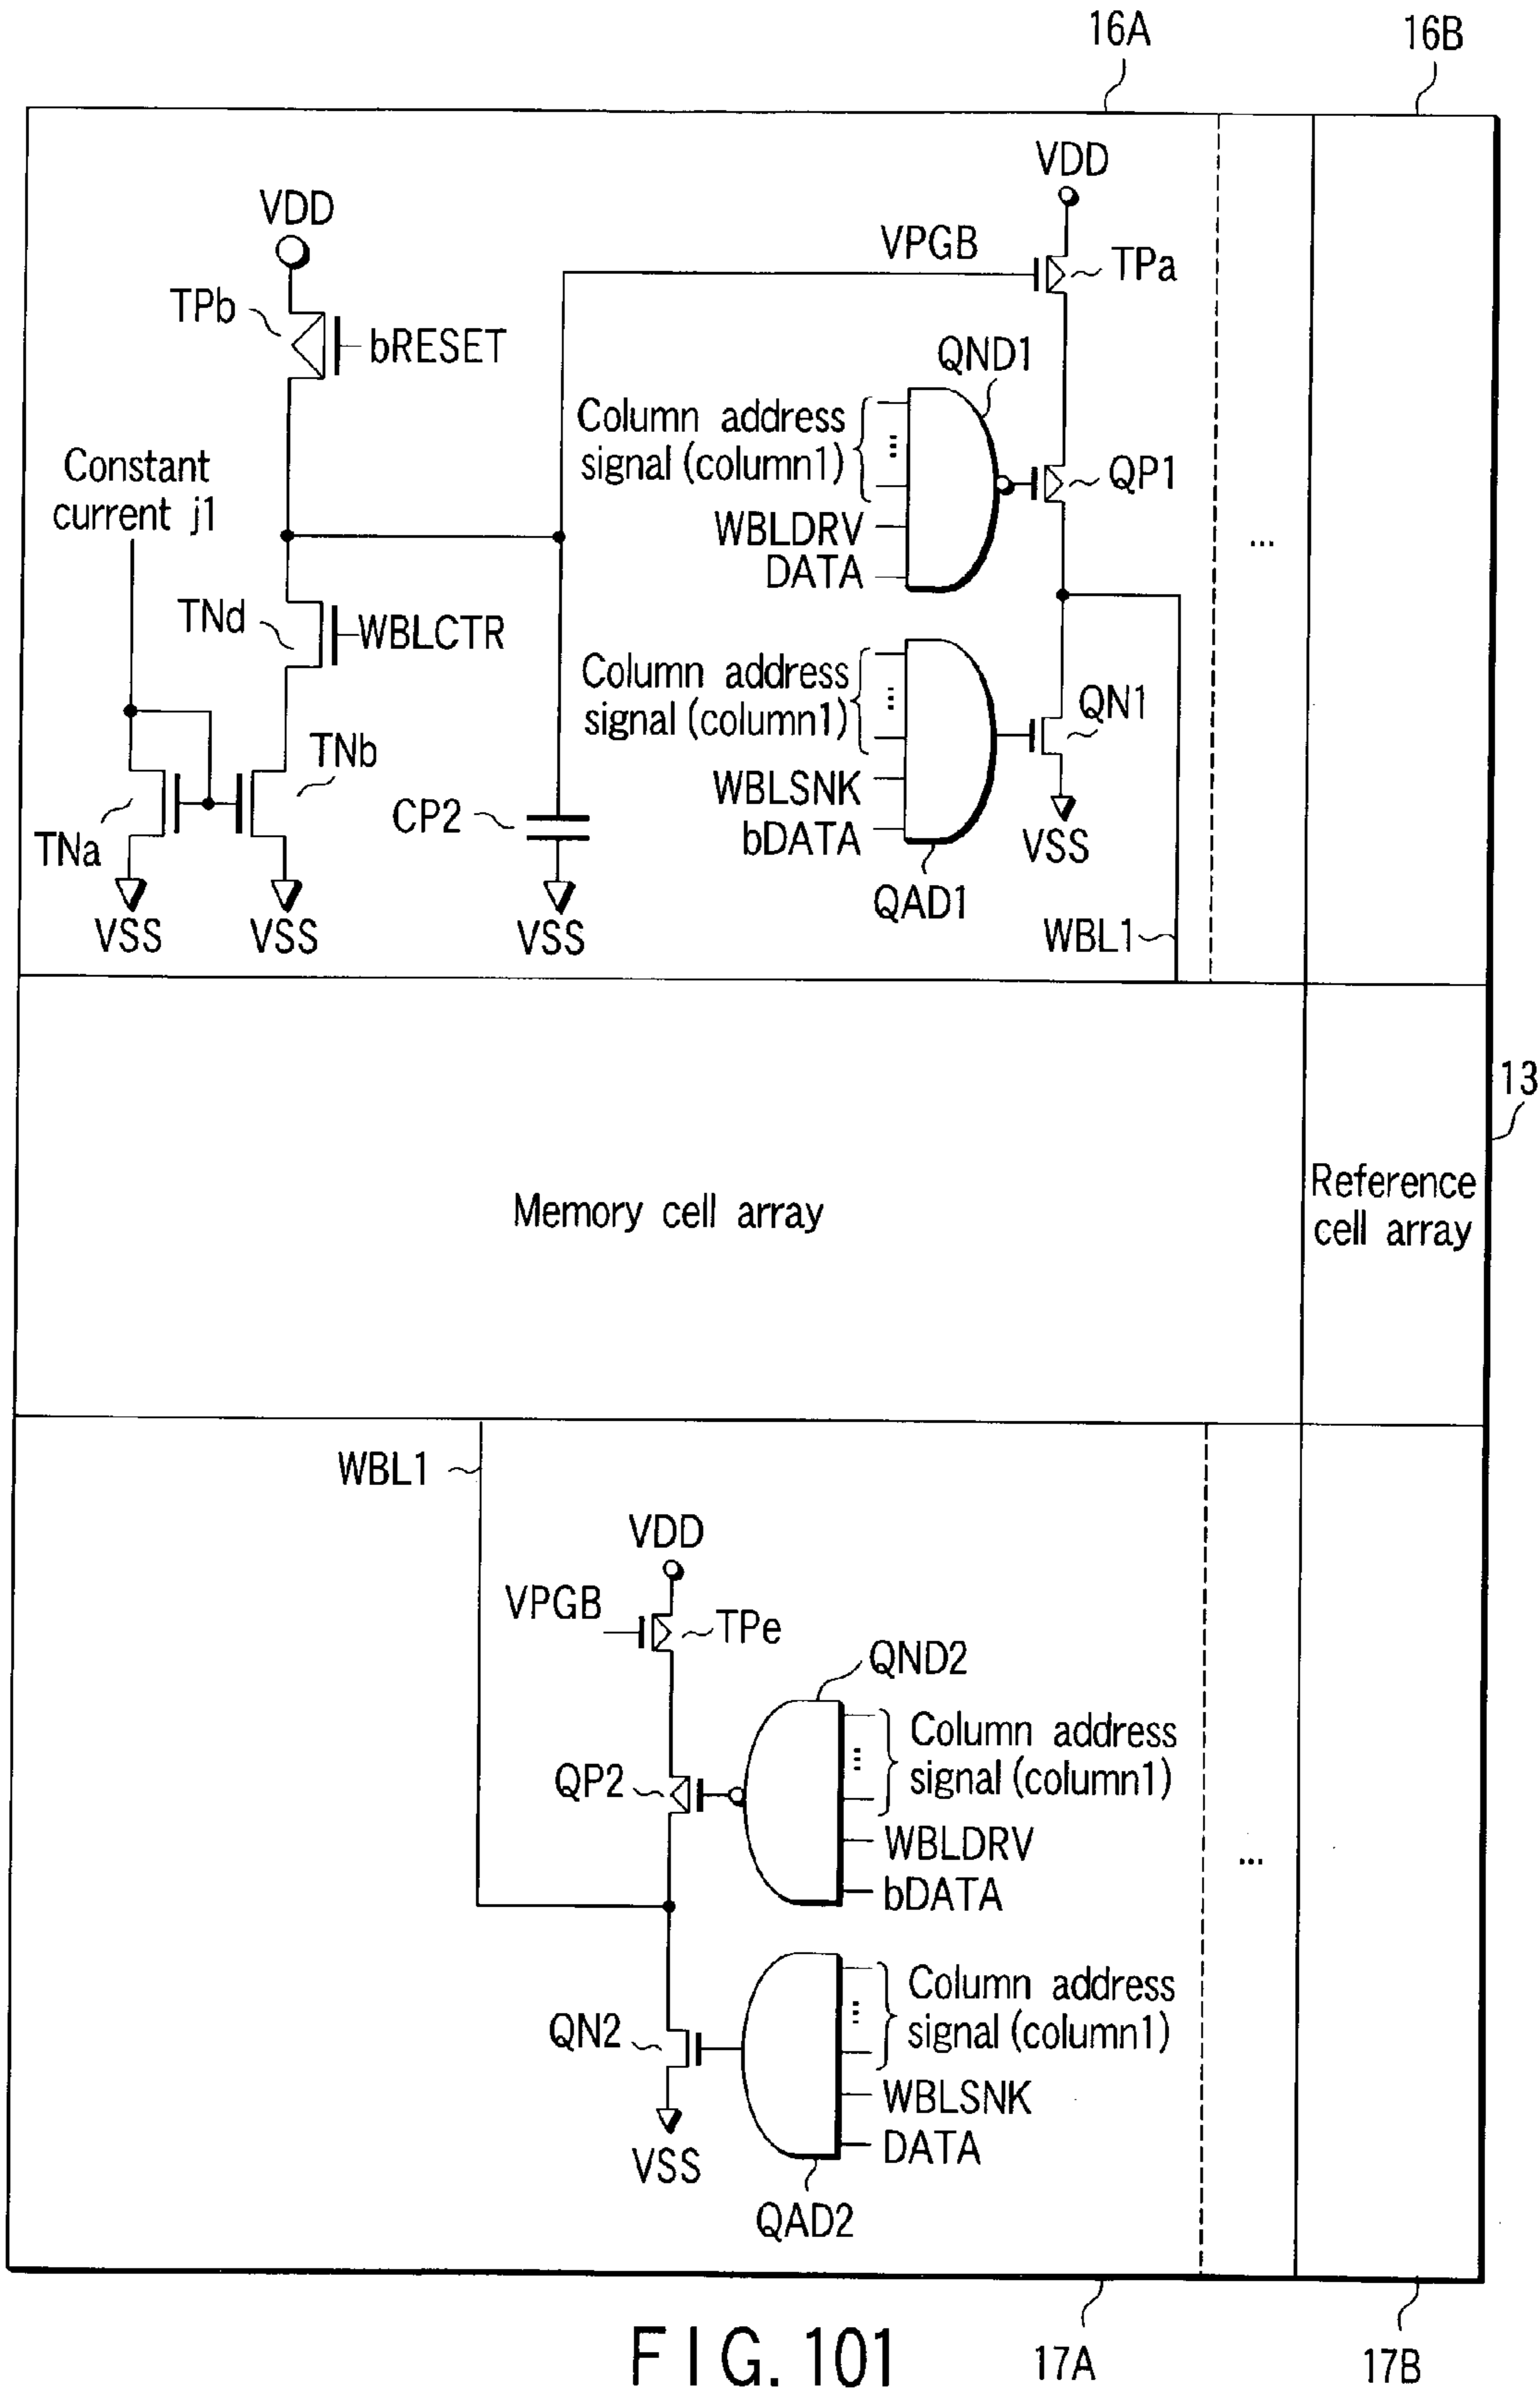 16A
16B
VDD
VDD
VPGB
TPa
TPb
bRESET
QND1
Column address
signal (column1)
...
QP1
Constant
current j1
WBLDRV
DATA
...
TNd
WBLCTR
Column address
signal (column1)
...
QN1
TNb
WBLSNK
CP2
bDATA
VSS
TNa
QAD1
VSS
VSS
VSS
WBL1
13
Memory cell array
Reference
cell array
WBL1
VDD
VPGB
TPe
QND2
Column address
signal (column1)
...
QP2
WBLDRV
bDATA
...
Column address
signal (column1)
...
QN2
WBLSNK
DATA
VSS
QAD2
17A
17B
FIG. 101